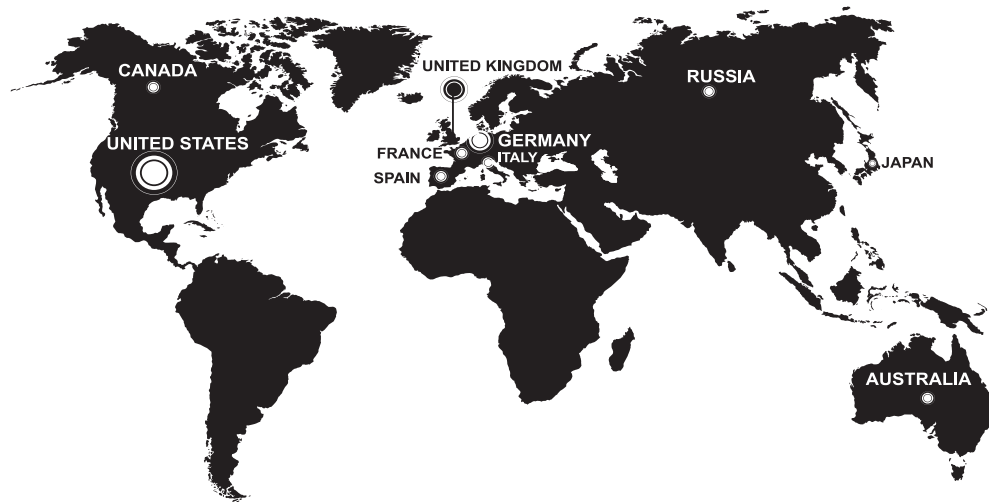 UNITED KINGDOM
CANADA
RUSSIA
UNITED STATES
GERMANY
FRANCE
ITALY
JAPAN
SPAIN
AUSTRALIA